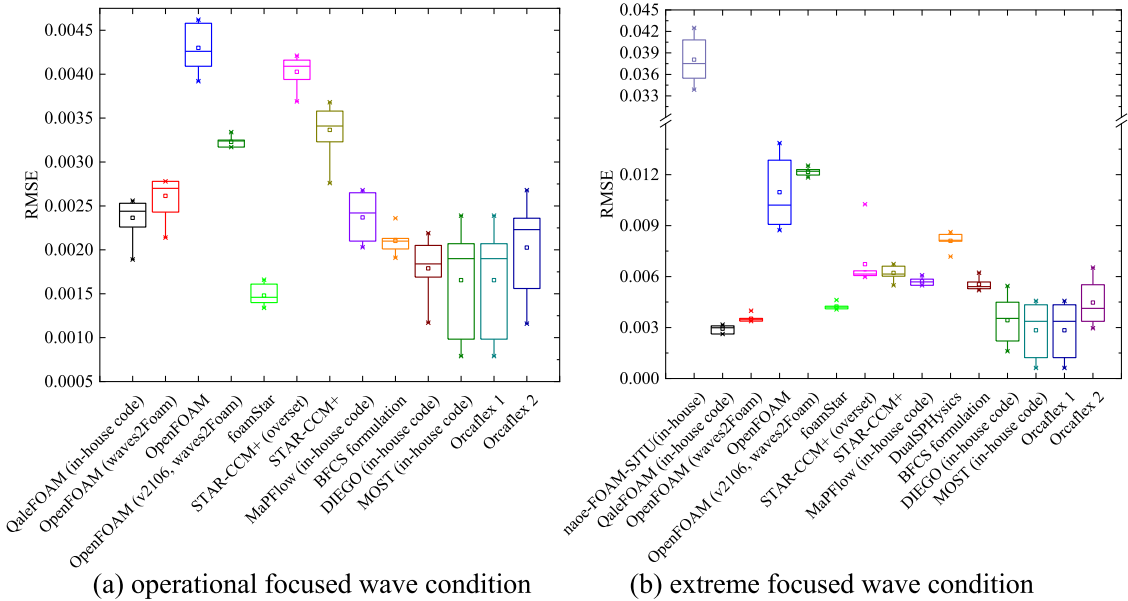 0.0045
0.0040
0.0035
0.0030
0.0025
0.0020
0.0015
0.0010
0.0005
RMSE
QaleFOAM (in-house code)
OpenFOAM (waves2Foam)
OpenFOAM
OpenFOAM (v2106, waves2Foam)
foamStar
STAR-CCM+ (overset)
STAR-CCM+
MaPFlow (in-house code)
BFCS formulation
DIEGO (in-house code)
MOST (in-house code)
Orcaflex 1
Orcaflex 2
(a) operational focused wave condition
0.045
0.042
0.039
0.036
0.033
0.012
0.009
0.006
0.003
0.000
RMSE
naoe-FOAM-SJTU(in-house)
QaleFOAM (in-house code)
OpenFOAM (waves2Foam)
OpenFOAM
OpenFOAM (v2106, waves2Foam)
foamStar
STAR-CCM+ (overset)
STAR-CCM+
MaPFlow (in-house code)
DualSPHysics
BFCS formulation
DIEGO (in-house code)
MOST (in-house code)
Orcaflex 1
Orcaflex 2
(b) extreme focused wave condition